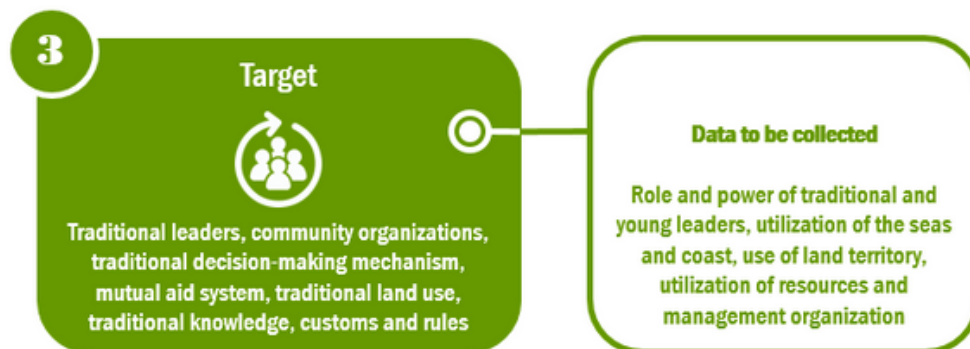 3
Target
Traditional leaders, community organizations,
traditional decision-making mechanism,
mutual aid system, traditional land use,
traditional knowledge, customs and rules
Data to be collected
Role and power of traditional and
young leaders, utilization of the seas
and coast, use of land territory,
utilization of resources and
management organization